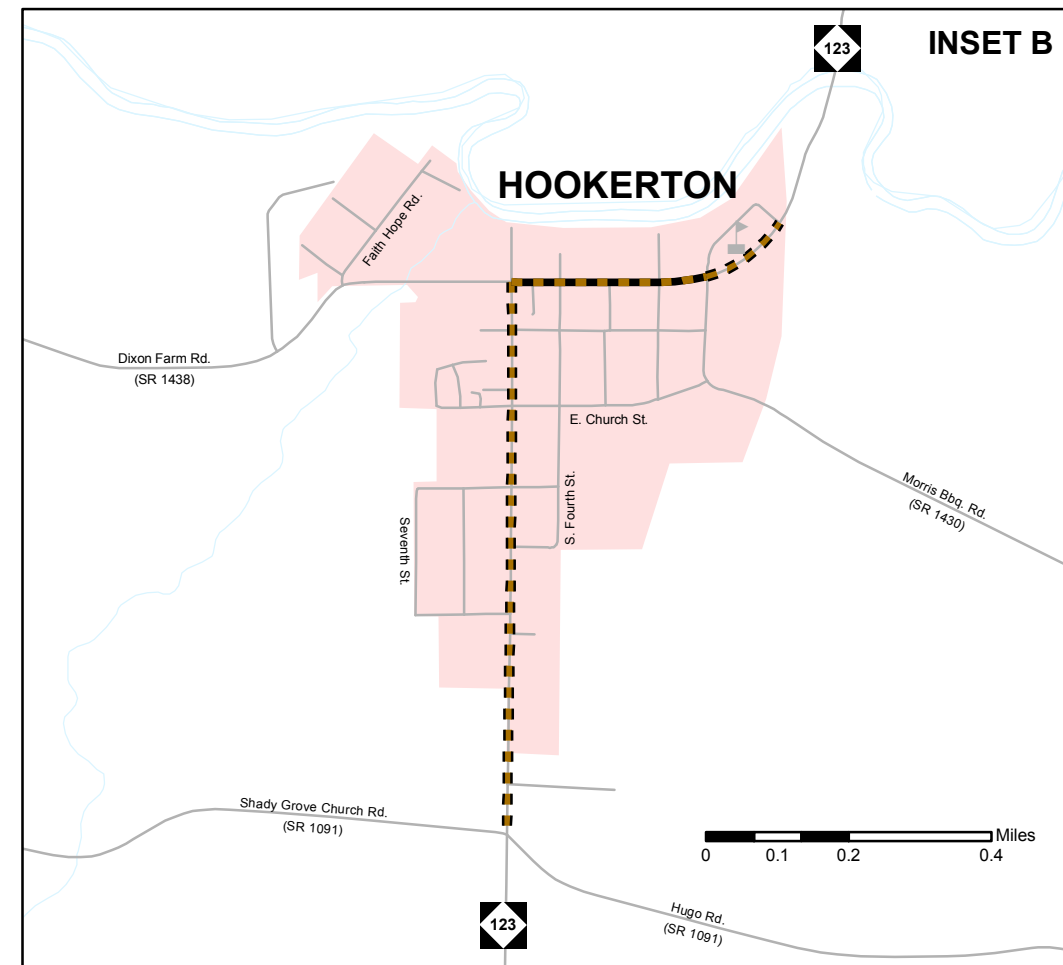 123
INSET B
HOOKERTON
Faith Hope Rd.
Dixon Farm Rd.
(SR 1438)
E. Church St.
Morris Bbq. Rd.
(SR 1430)
S. Fourth St.
Seventh St.
Shady Grove Church Rd.
(SR 1091)
Miles
0 0.1 0.2 0.4
Hugo Rd.
(SR 1091)
123